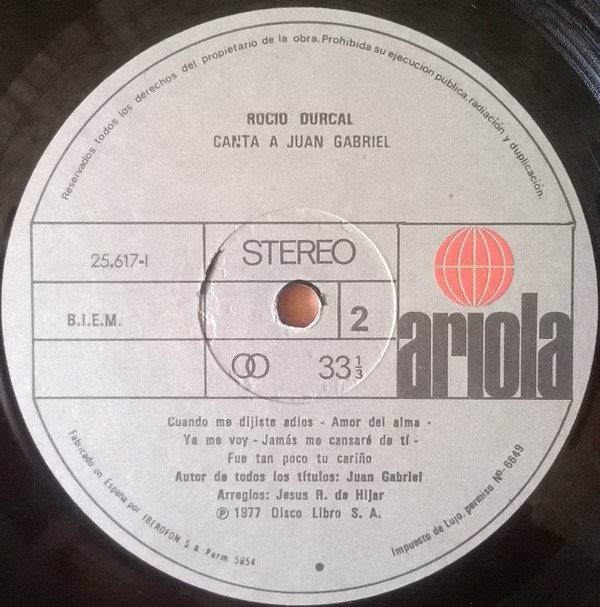 Reservados todos los derechos del propietario de la obra. Prohibida su ejecucion publica, radiación y duplicación.
ROCIO DURCAL
CANTA A JUAN GABRIEL
25.617-I
STEREO
B.I.E.M.
2
33 1/3
ariola
Cuando me dijiste adios - Amor del alma -
Ya me voy - Jamás me cansaré de tí -
Fue tan poco tu cariño
Autor de todos los títulos: Juan Gabriel
Arreglos: Jesus R. de Hijar
Ⓟ 1977 Disco Libro S. A.
Fabricado en España por IBEROFON S A Perm 5854
Impuesto de Lujo, permiso Nº 6649